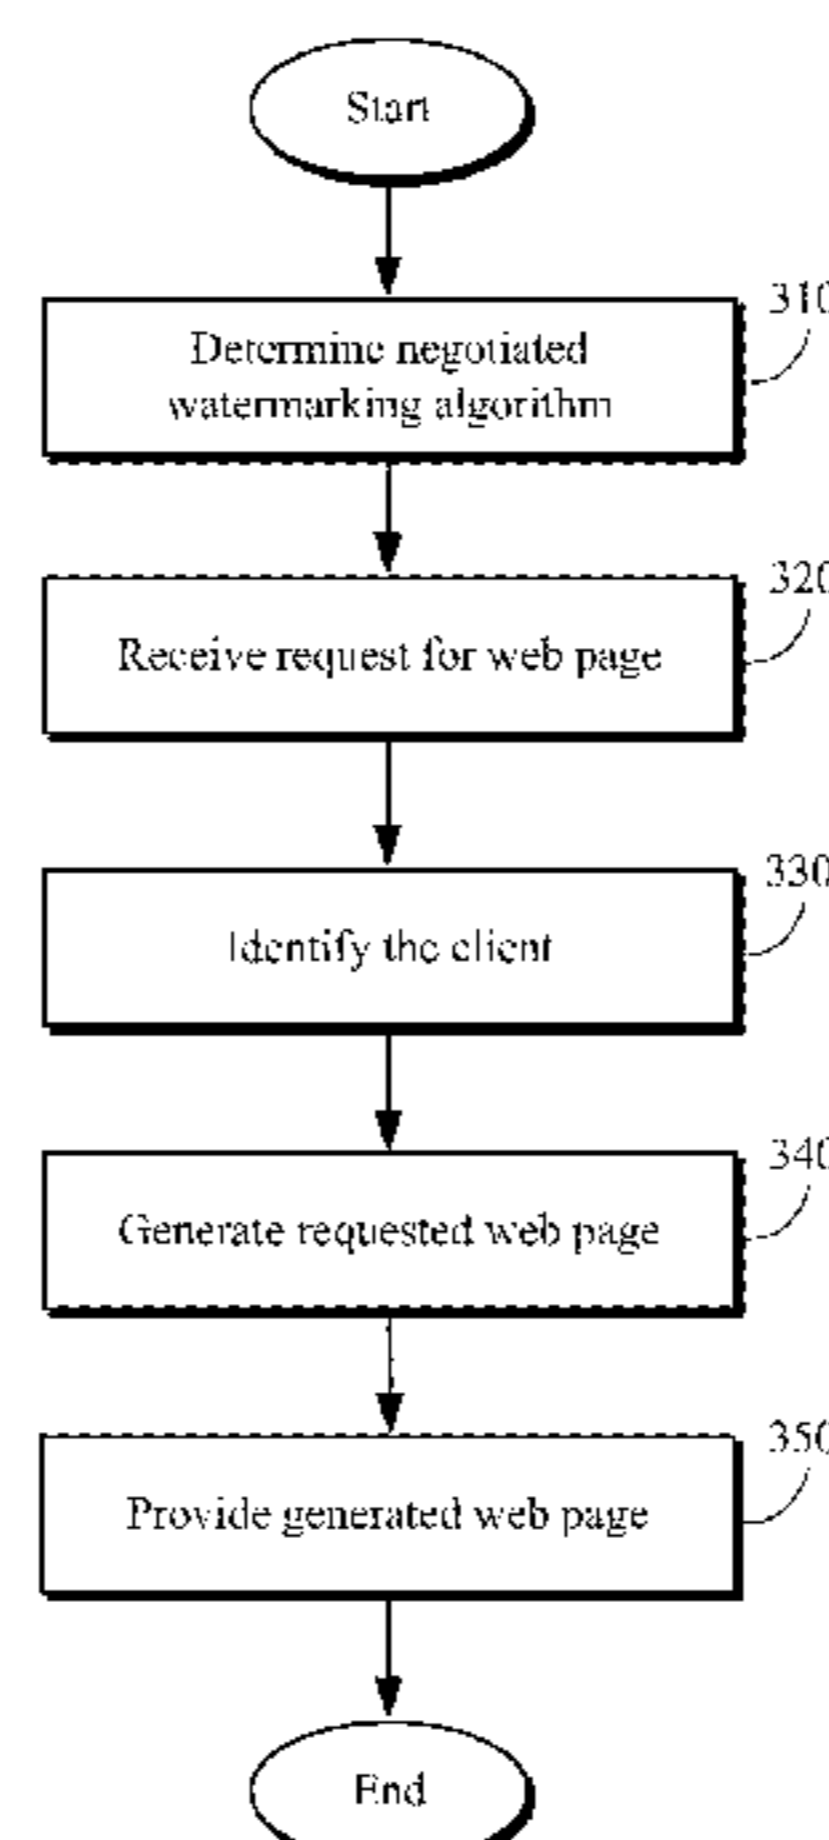 Start
310
Determine negotiated
watermarking algorithm
320
Receive request for web page
330
Identify the client
340
Generate requested web page
350
Provide generated web page
End